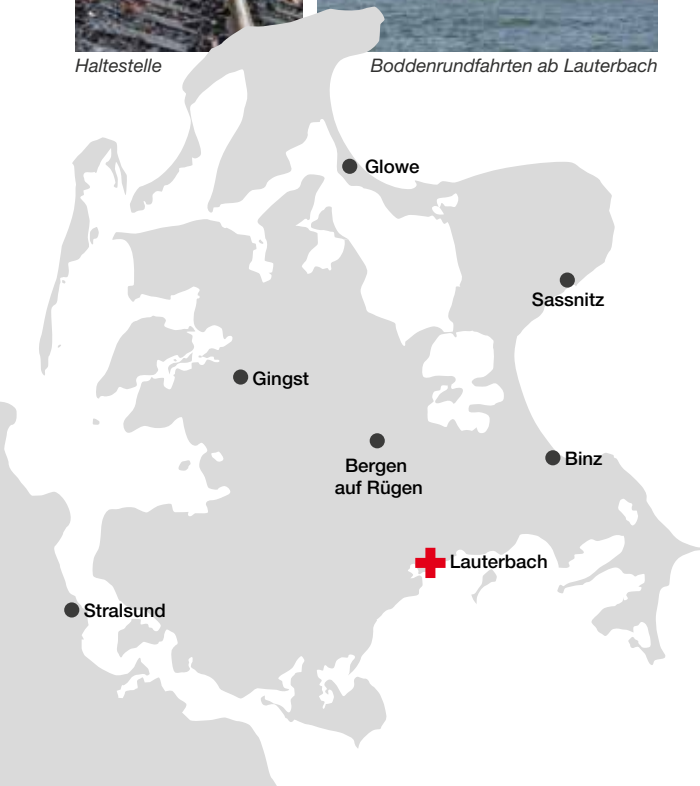 Haltestelle
Boddenrundfahrten ab Lauterbach
Glowe
Sassnitz
Gingst
Bergen
auf Rügen
Binz
Lauterbach
Stralsund